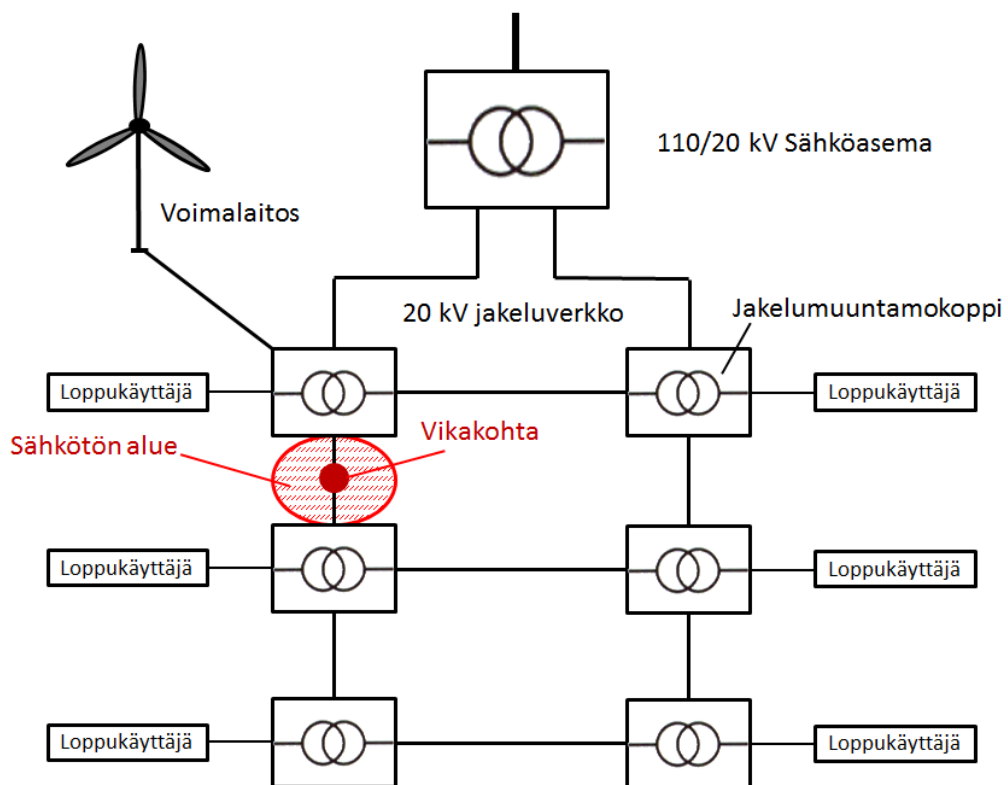 110/20 kV Sähköasema
Voimalaitos
20 kV jakeluverkko
Jakelumuuntamokoppi
Loppukäyttäjä
Loppukäyttäjä
Sähkötön alue
Vikakohta
Loppukäyttäjä
Loppukäyttäjä
Loppukäyttäjä
Loppukäyttäjä